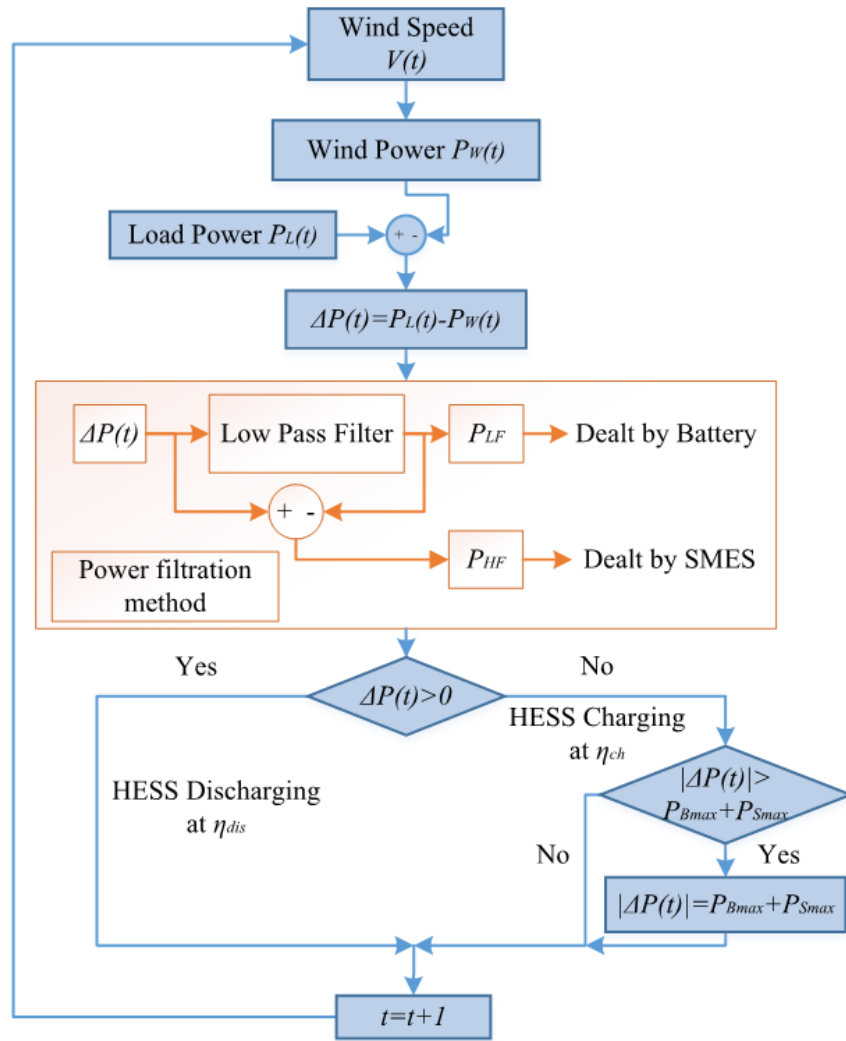 Wind Speed
V(t)
Wind Power PW(t)
Load Power PL(t)
+ -
ΔP(t)=PL(t)-PW(t)
ΔP(t)
Low Pass Filter
PLF
Dealt by Battery
+ -
PHF
Dealt by SMES
Power filtration
method
Yes
No
ΔP(t)>0
HESS Charging
at ηch
|ΔP(t)|>
PBmax+PSmax
HESS Discharging
at ηdis
No
Yes
|ΔP(t)|=PBmax+PSmax
t=t+1